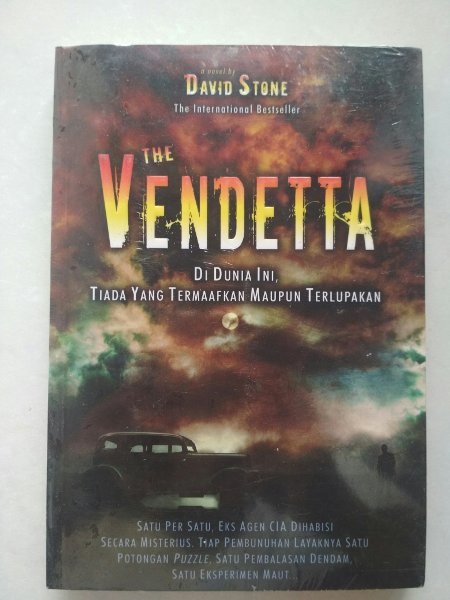 a novel by
DAVID STONE
The International Bestseller
THE
VENDETTA
DI DUNIA INI,
TIADA YANG TERMAAFKAN MAUPUN TERLUPAKAN
SATU PER SATU, EKS AGEN CIA DIHABISI
SECARA MISTERIUS. TIAP PEMBUNUHAN LAYAKNYA SATU
POTONGAN PUZZLE, SATU PEMBALASAN DENDAM,
SATU EKSPERIMEN MAUT...